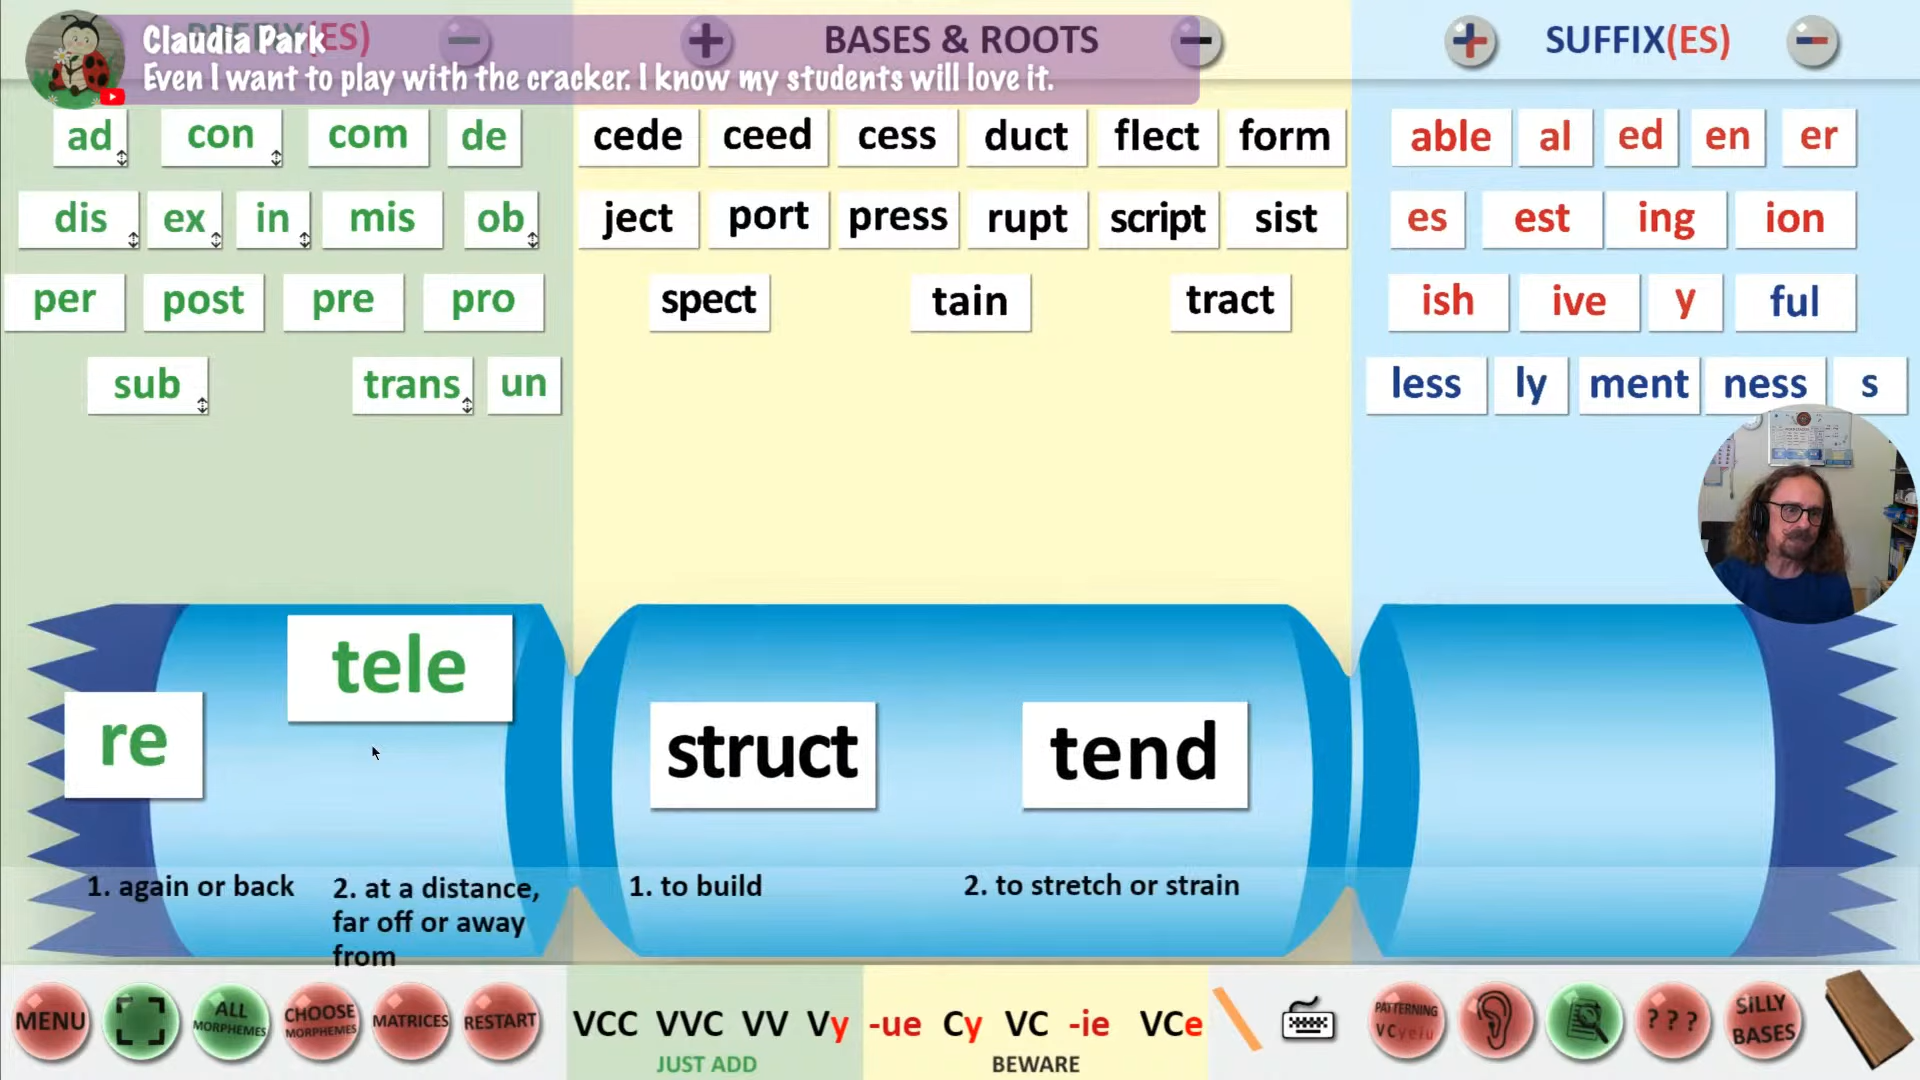 PREFIX(ES)
Claudia Park
Even I want to play with the cracker. I know my students will love it.
BASES & ROOTS
SUFFIX(ES)
ad con com de
dis ex in mis ob
per post pre pro
sub trans un
cede ceed cess duct flect form
ject port press rupt script sist
spect tain tract
able al ed en er
es est ing ion
ish ive y ful
less ly ment ness s
re
tele
struct
tend
1. again or back
2. at a distance,
far off or away
from
1. to build
2. to stretch or strain
MENU
ALL
MORPHEMES
CHOOSE
MORPHEMES
MATRICES
RESTART
VCC VVC VV Vy -ue Cy VC -ie VCe
JUST ADD
BEWARE
PATTERNING
VCyeiu
? ? ?
SiLLY
BASES